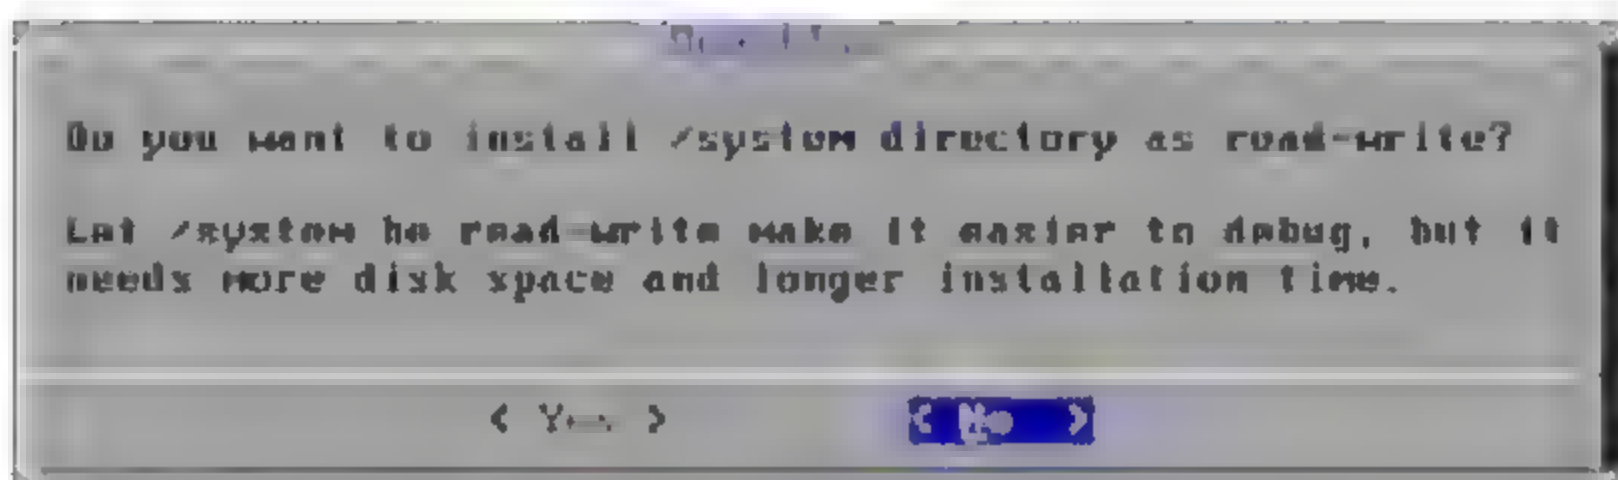 Do you want to install /system directory as read-write?
Let /system be read-write make it easier to debug, but it
needs more disk space and longer installation time.
< Yes > < No >